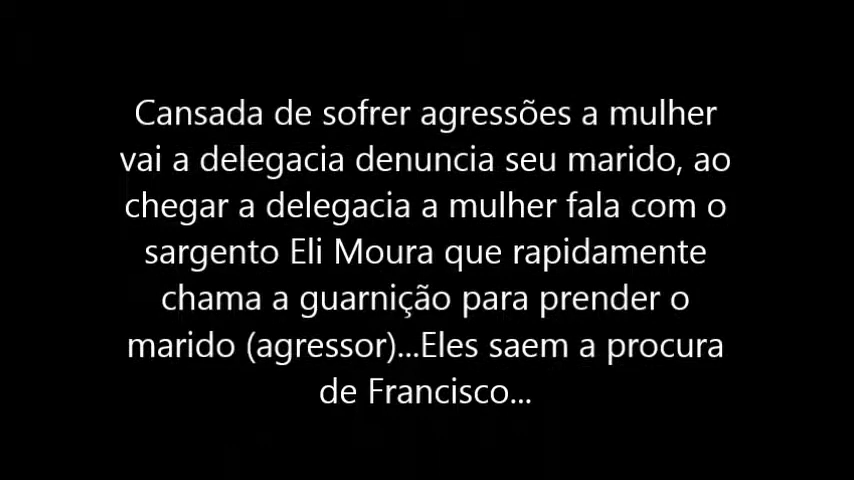 Cansada de sofrer agressões a mulher
vai a delegacia denuncia seu marido, ao
chegar a delegacia a mulher fala com o
sargento Eli Moura que rapidamente
chama a guarnição para prender o
marido (agressor)...Eles saem a procura
de Francisco...